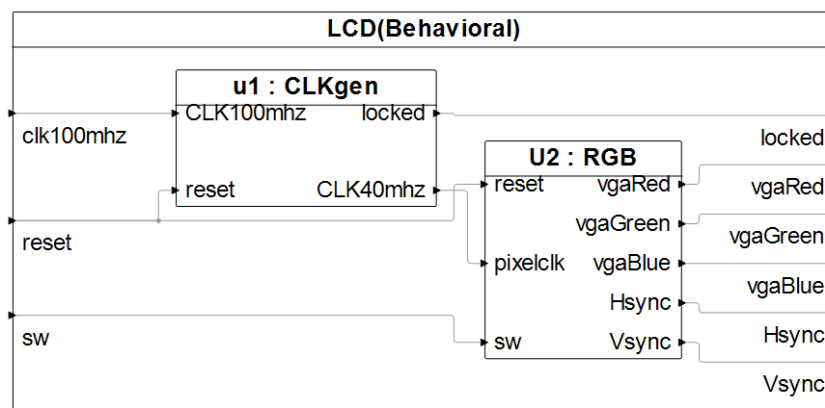 LCD(Behavioral)
u1 : CLKgen
CLK100mhz locked
clk100mhz
locked
U2 : RGB
reset CLK40mhz
reset vgaRed
vgaRed
vgaGreen
vgaGreen
reset
pixelclk vgaBlue
vgaBlue
Hsync
Hsync
sw
sw Vsync
Vsync